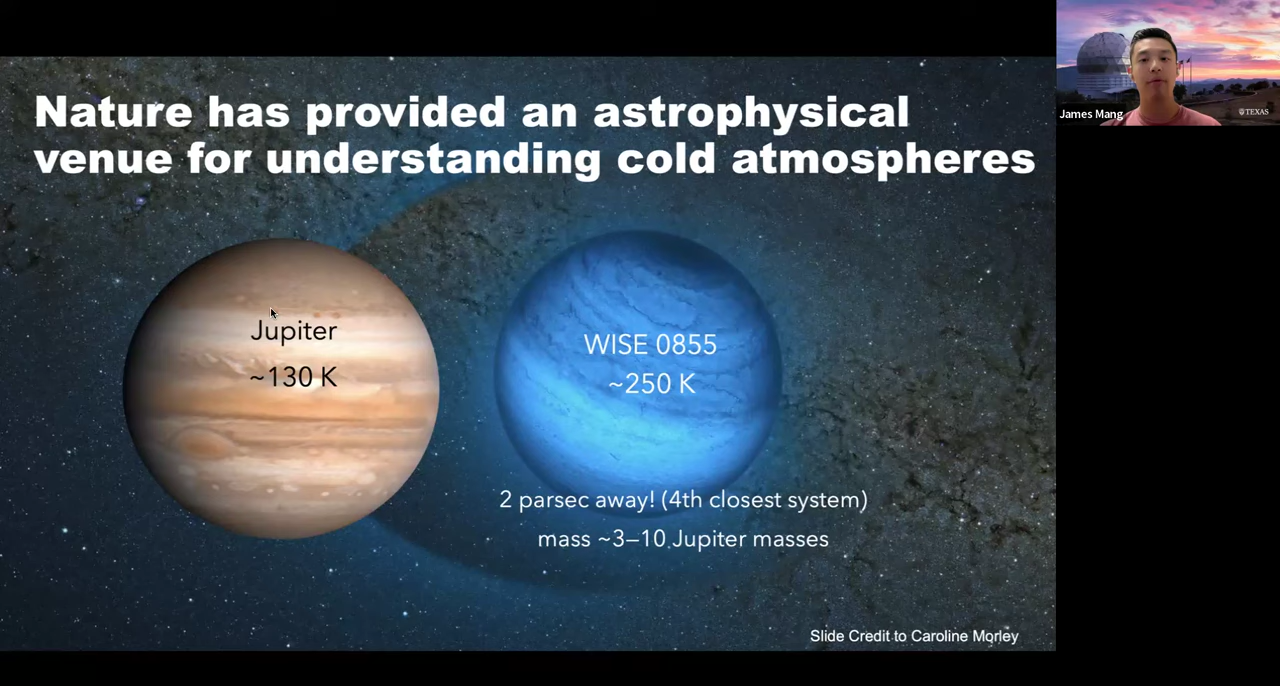 Nature has provided an astrophysical
venue for understanding cold atmospheres
Jupiter
~130 K
WISE 0855
~250 K
2 parsec away! (4th closest system)
mass ~3–10 Jupiter masses
Slide Credit to Caroline Morley
James Mang
TEXAS